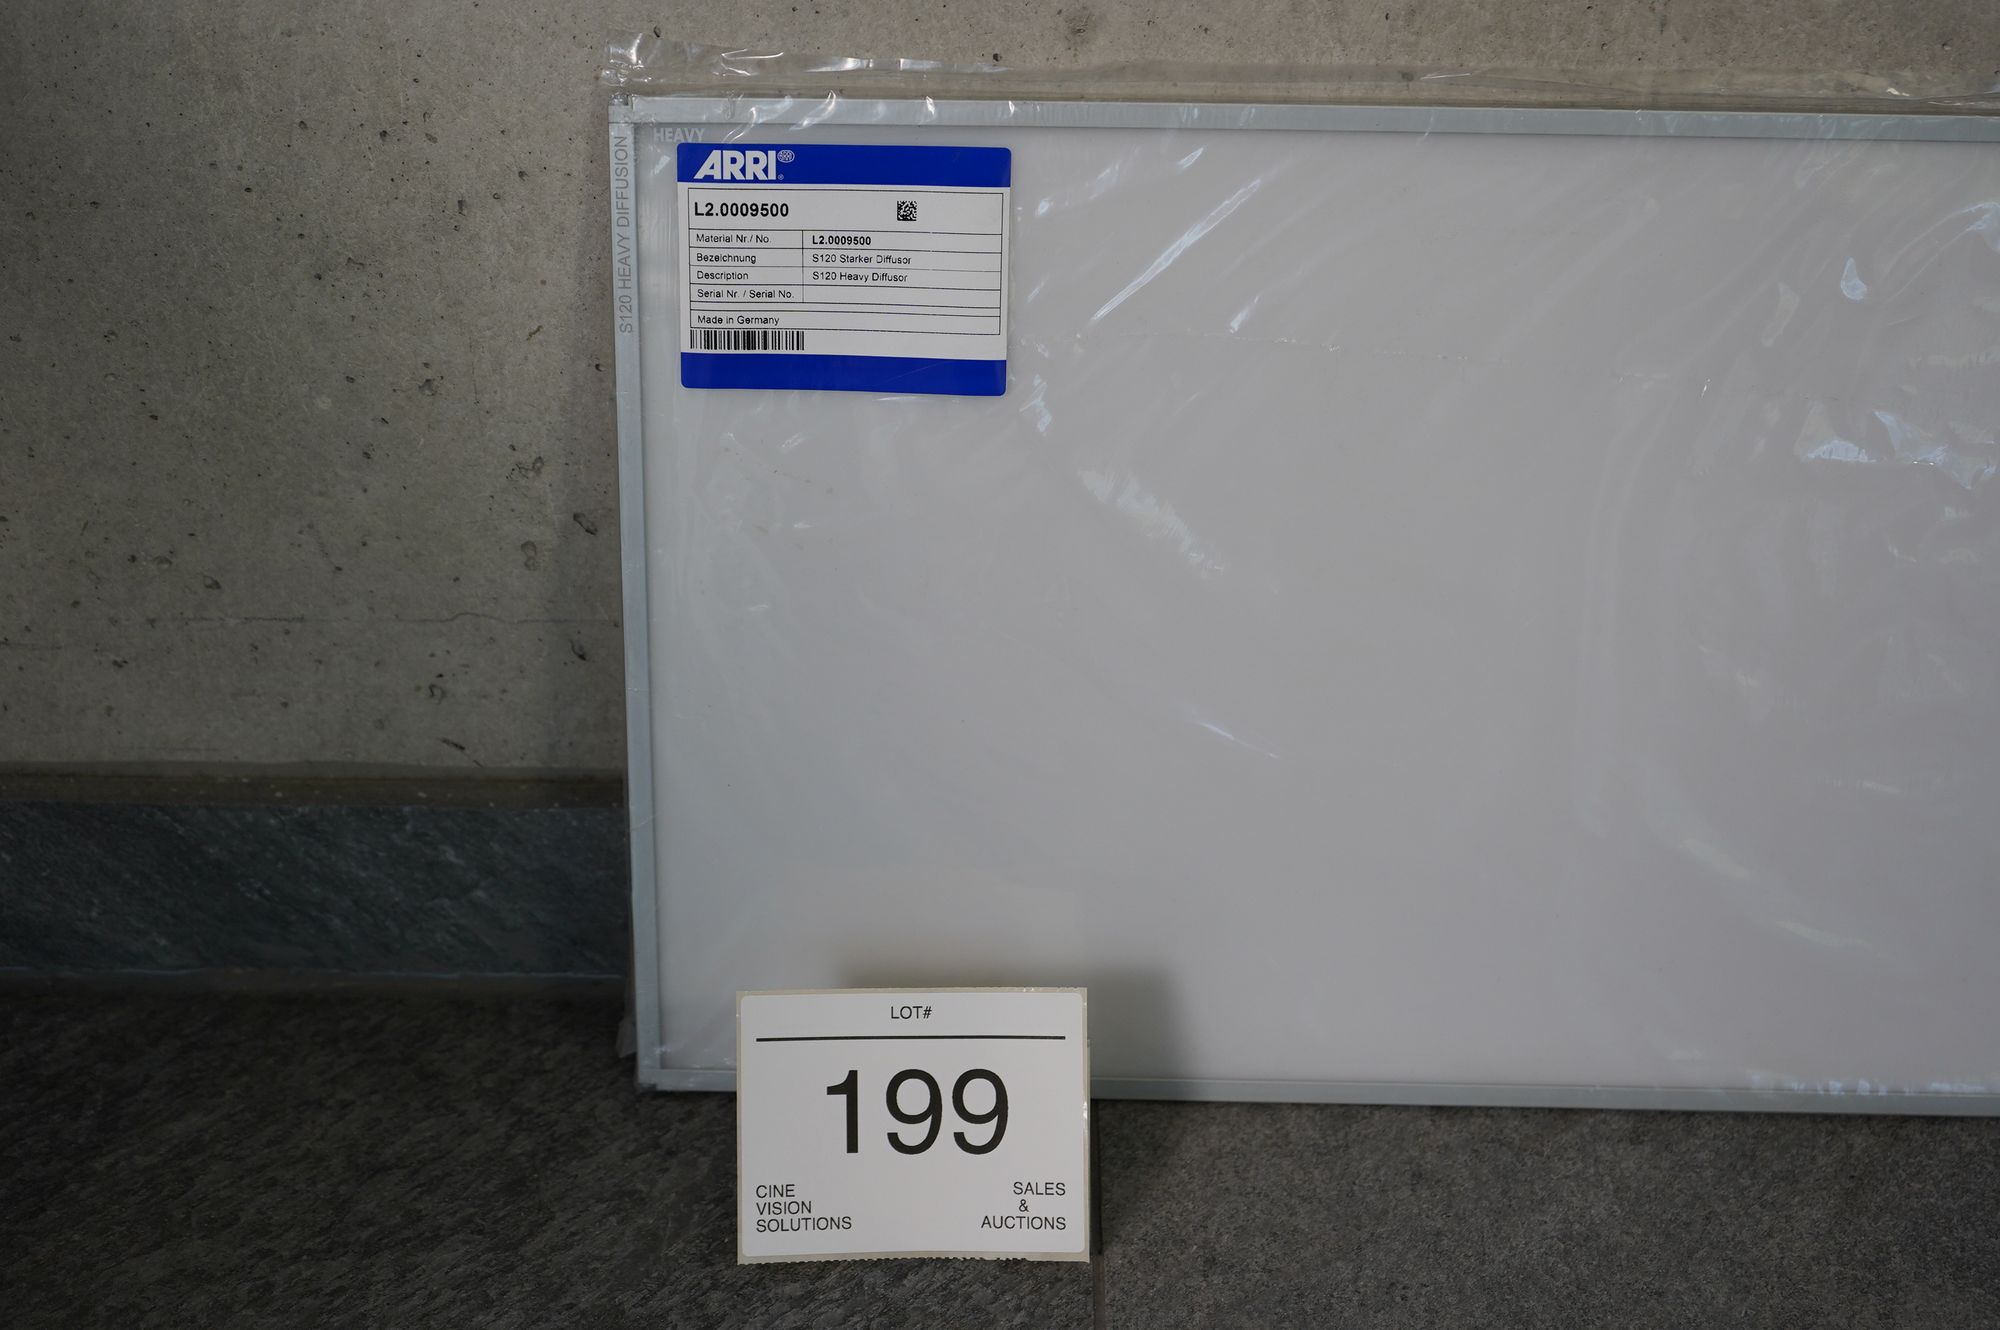 HEAVY
S120 HEAVY DIFFUSION
ARRI®
L2.0009500
Material Nr./ No. L2.0009500
Bezeichnung S120 Starker Diffusor
Description S120 Heavy Diffusor
Serial Nr. / Serial No.
Made in Germany
LOT#
199
CINE
VISION
SOLUTIONS
SALES
&
AUCTIONS